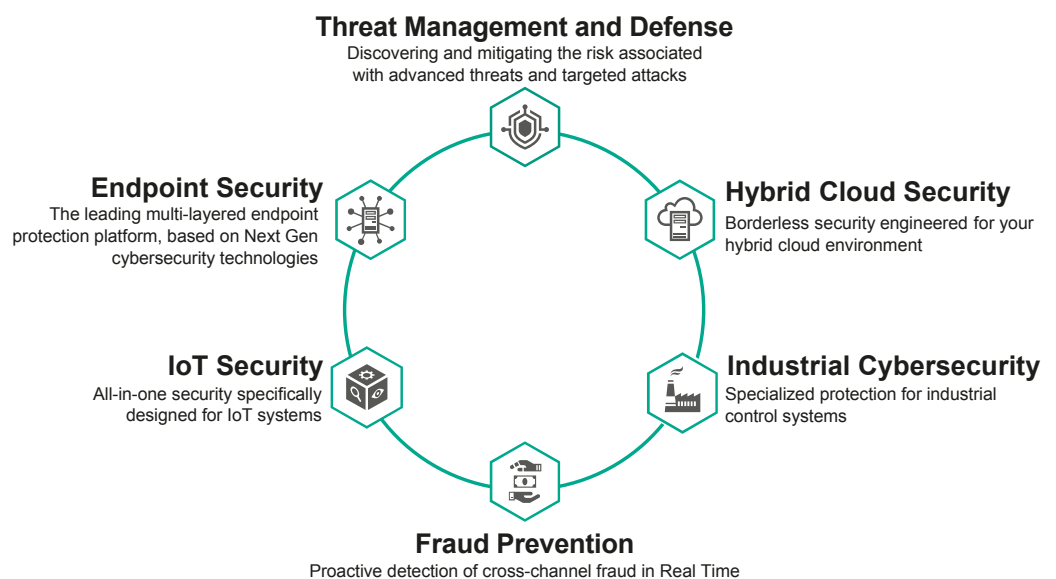 Threat Management and Defense
Discovering and mitigating the risk associated
with advanced threats and targeted attacks
Endpoint Security
The leading multi-layered endpoint
protection platform, based on Next Gen
cybersecurity technologies
Hybrid Cloud Security
Borderless security engineered for your
hybrid cloud environment
IoT Security
All-in-one security specifically
designed for IoT systems
Industrial Cybersecurity
Specialized protection for industrial
control systems
Fraud Prevention
Proactive detection of cross-channel fraud in Real Time